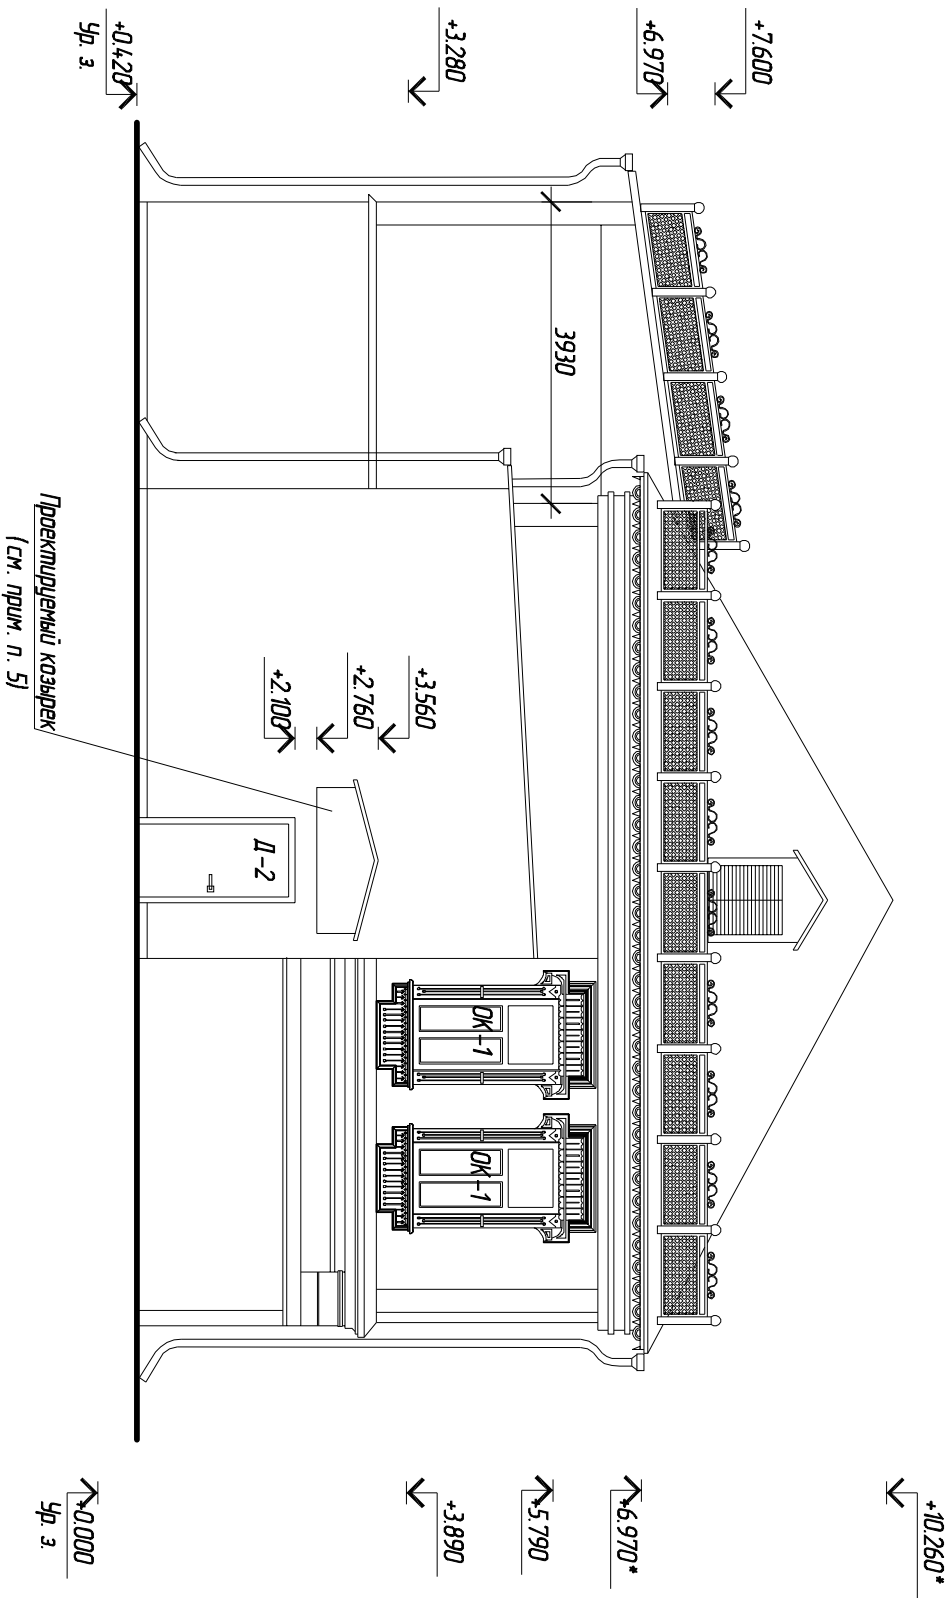 +7.600
+6.970
+3.280
+0.420
Ур. з.
3930
+3.560
+2.760
+2.100
Проектируемый козырек
(см. прим. п. 5)
Д-2
ОК-1
ОК-1
+10.260*
+6.970*
+5.790
+3.890
+0.000
Ур. з.